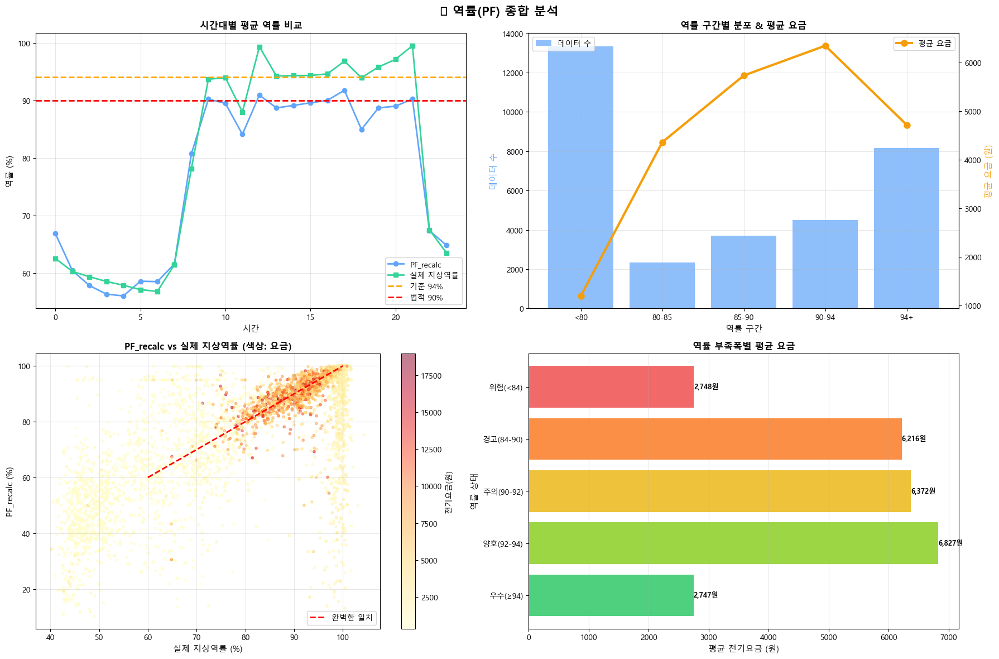 역률(PF) 종합 분석
시간대별 평균 역률 비교
100
90
80
70
60
역률 (%)
0
5
10
15
20
시간
PF_recalc
실제 지상역률
기준 94%
법적 90%
역률 구간별 분포 & 평균 요금
데이터 수
평균 요금
14000
12000
10000
8000
6000
4000
2000
0
데이터 수
6000
5000
4000
3000
2000
1000
평균 요금 (원)
<80
80-85
85-90
90-94
94+
역률 구간
PF_recalc vs 실제 지상역률 (색상: 요금)
100
80
60
40
20
PF_recalc (%)
40
50
60
70
80
90
100
실제 지상역률 (%)
완벽한 일치
17500
15000
12500
10000
7500
5000
2500
전기요금(원)
역률 부족폭별 평균 요금
위험(<84)
2,748원
경고(84-90)
6,216원
주의(90-92)
6,372원
양호(92-94)
6,827원
우수(≥94)
2,747원
역률 상태
0
1000
2000
3000
4000
5000
6000
7000
평균 전기요금 (원)